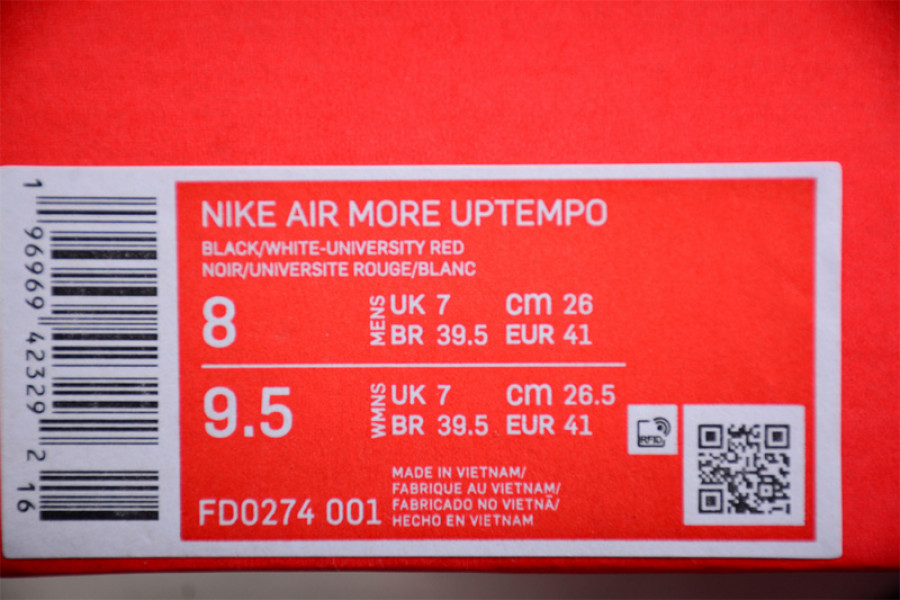 NIKE AIR MORE UPTEMPO
BLACK/WHITE-UNIVERSITY RED
NOIR/UNIVERSITE ROUGE/BLANC
8 MENS UK 7 cm 26
BR 39.5 EUR 41
9.5 WMNS UK 7 cm 26.5
BR 39.5 EUR 41
RFID
MADE IN VIETNAM/
FABRIQUE AU VIETNAM/
FABRICADO NO VIETNÃ/
HECHO EN VIETNAM
FD0274 001
1 96969 42329 2 16